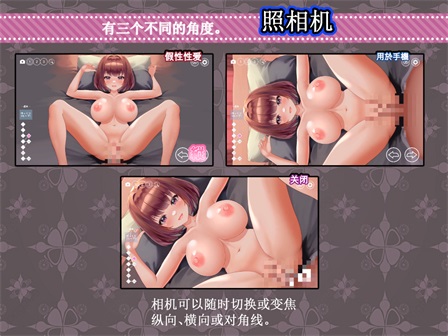 有三个不同的角度。
照相机
假性性爱
用於手機
关闭
相机可以随时切换或变焦
纵向、横向或对角线。